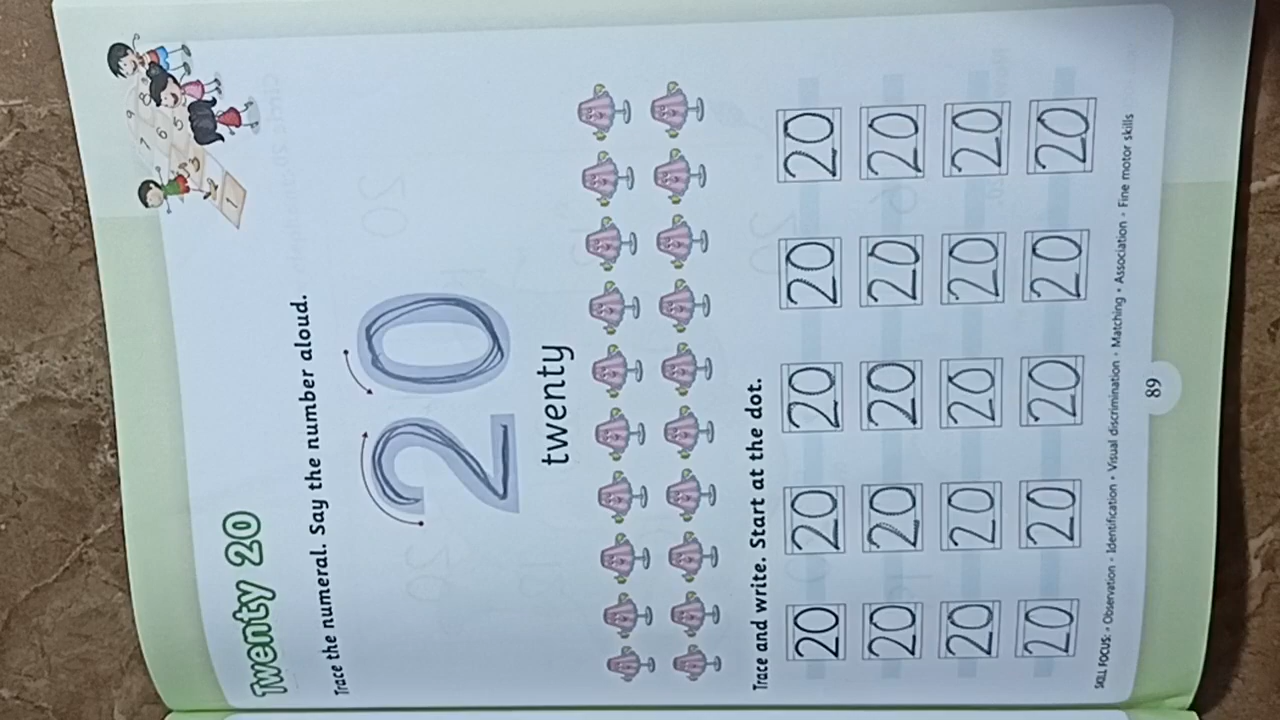 Twenty 20
Trace the numeral. Say the number aloud.
20
twenty
Trace and write. Start at the dot.
20 20 20 20 20
20 20 20 20 20
20 20 20 20 20
20 20 20 20 20
SKILL FOCUS: • Observation • Identification • Visual discrimination • Matching • Association • Fine motor skills
89